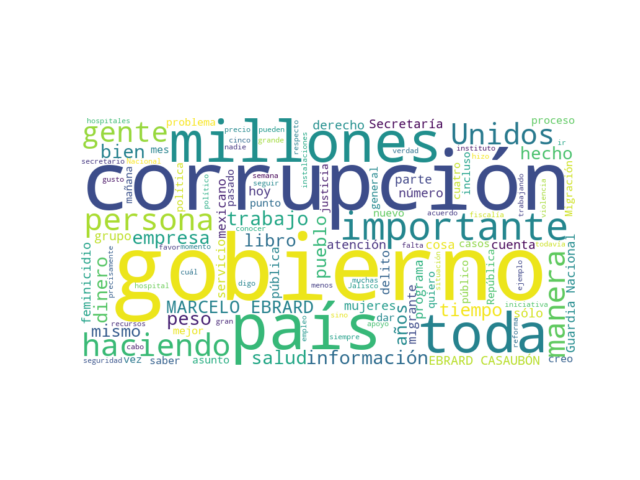 hospitales
problema
precio
pueden
derecho
Secretaría
proceso
gente
millones
cinco
grande
respecto
verdad
Unidos
instituto
ir
bien
mes
nadie
instalaciones
hecho
hizo
secretario
Nacional
semana
parte
incluso
cuatro
corrupción
gusto
mañana
política
político
pasado
seguir
hoy
justicia
general
número
trabajando
violencia
Migración
persona
trabajo
mexicano
punto
nuevo
acuerdo
fiscalía
importante
grupo
empresa
conocer
libro
pueblo
atención
falta
cosa
casos
cuenta
todavía
favor
momento
precisamente
servicio
pública
gobierno
cuál
digo
menos
muchas
Jalisco
delito
programa
quiero
público
situación
República
ejemplo
manera
Guardia Nacional
feminicidio
dinero
hospital
mujeres
iniciativa
MARCELO EBRARD
años
migrante
tiempo
sólo
recursos
peso
país
empleo
sino
dar
apoyo
toda
reforma
mismo
mejor
gran
siempre
haciendo
cabo
seguridad
vez
saber
asunto
salud
información
EBRARD CASAUBÓN
creo